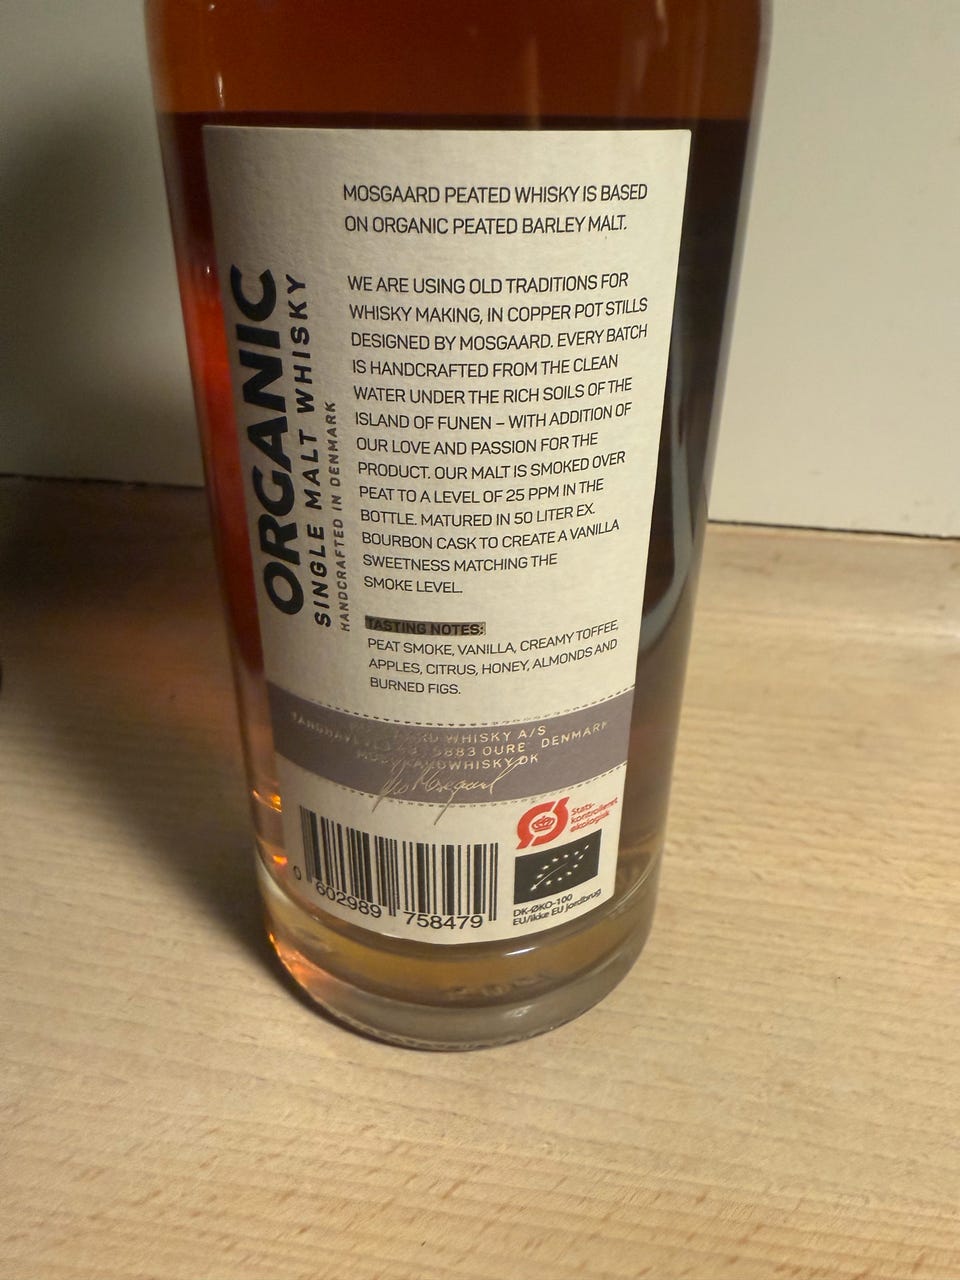 ORGANIC
SINGLE MALT WHISKY
HANDCRAFTED IN DENMARK
MOSGAARD PEATED WHISKY IS BASED
ON ORGANIC PEATED BARLEY MALT.
WE ARE USING OLD TRADITIONS FOR
WHISKY MAKING, IN COPPER POT STILLS
DESIGNED BY MOSGAARD. EVERY BATCH
IS HANDCRAFTED FROM THE CLEAN
WATER UNDER THE RICH SOILS OF THE
ISLAND OF FUNEN – WITH ADDITION OF
OUR LOVE AND PASSION FOR THE
PRODUCT. OUR MALT IS SMOKED OVER
PEAT TO A LEVEL OF 25 PPM IN THE
BOTTLE. MATURED IN 50 LITER EX.
BOURBON CASK TO CREATE A VANILLA
SWEETNESS MATCHING THE
SMOKE LEVEL.
TASTING NOTES:
PEAT SMOKE, VANILLA, CREAMY TOFFEE,
APPLES, CITRUS, HONEY, ALMONDS AND
BURNED FIGS.
WHISKY A/S
5883 OURE DENMARK
Ø
Stats-
kontrolleret
økologisk
0 602989 758479
DK-ØKO-100
EU/ikke EU jordbrug